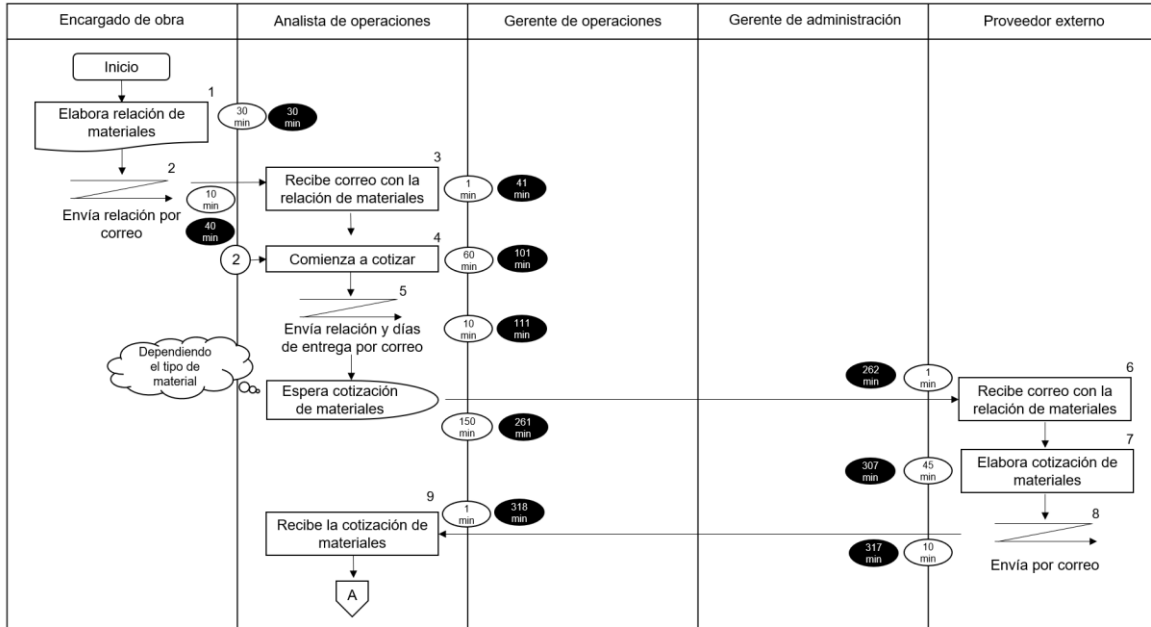 Encargado de obra
Analista de operaciones
Gerente de operaciones
Gerente de administración
Proveedor externo
Inicio
1
Elabora relación de
materiales
30
min
30
min
2
Envía relación por
correo
10
min
40
min
3
Recibe correo con la
relación de materiales
1
min
41
min
2
4
Comienza a cotizar
60
min
101
min
5
Envía relación y días
de entrega por correo
10
min
111
min
Dependiendo
el tipo de
material
Espera cotización
de materiales
150
min
261
min
262
min
1
min
6
Recibe correo con la
relación de materiales
307
min
45
min
7
Elabora cotización de
materiales
8
Envía por correo
317
min
10
min
9
Recibe la cotización de
materiales
1
min
318
min
A